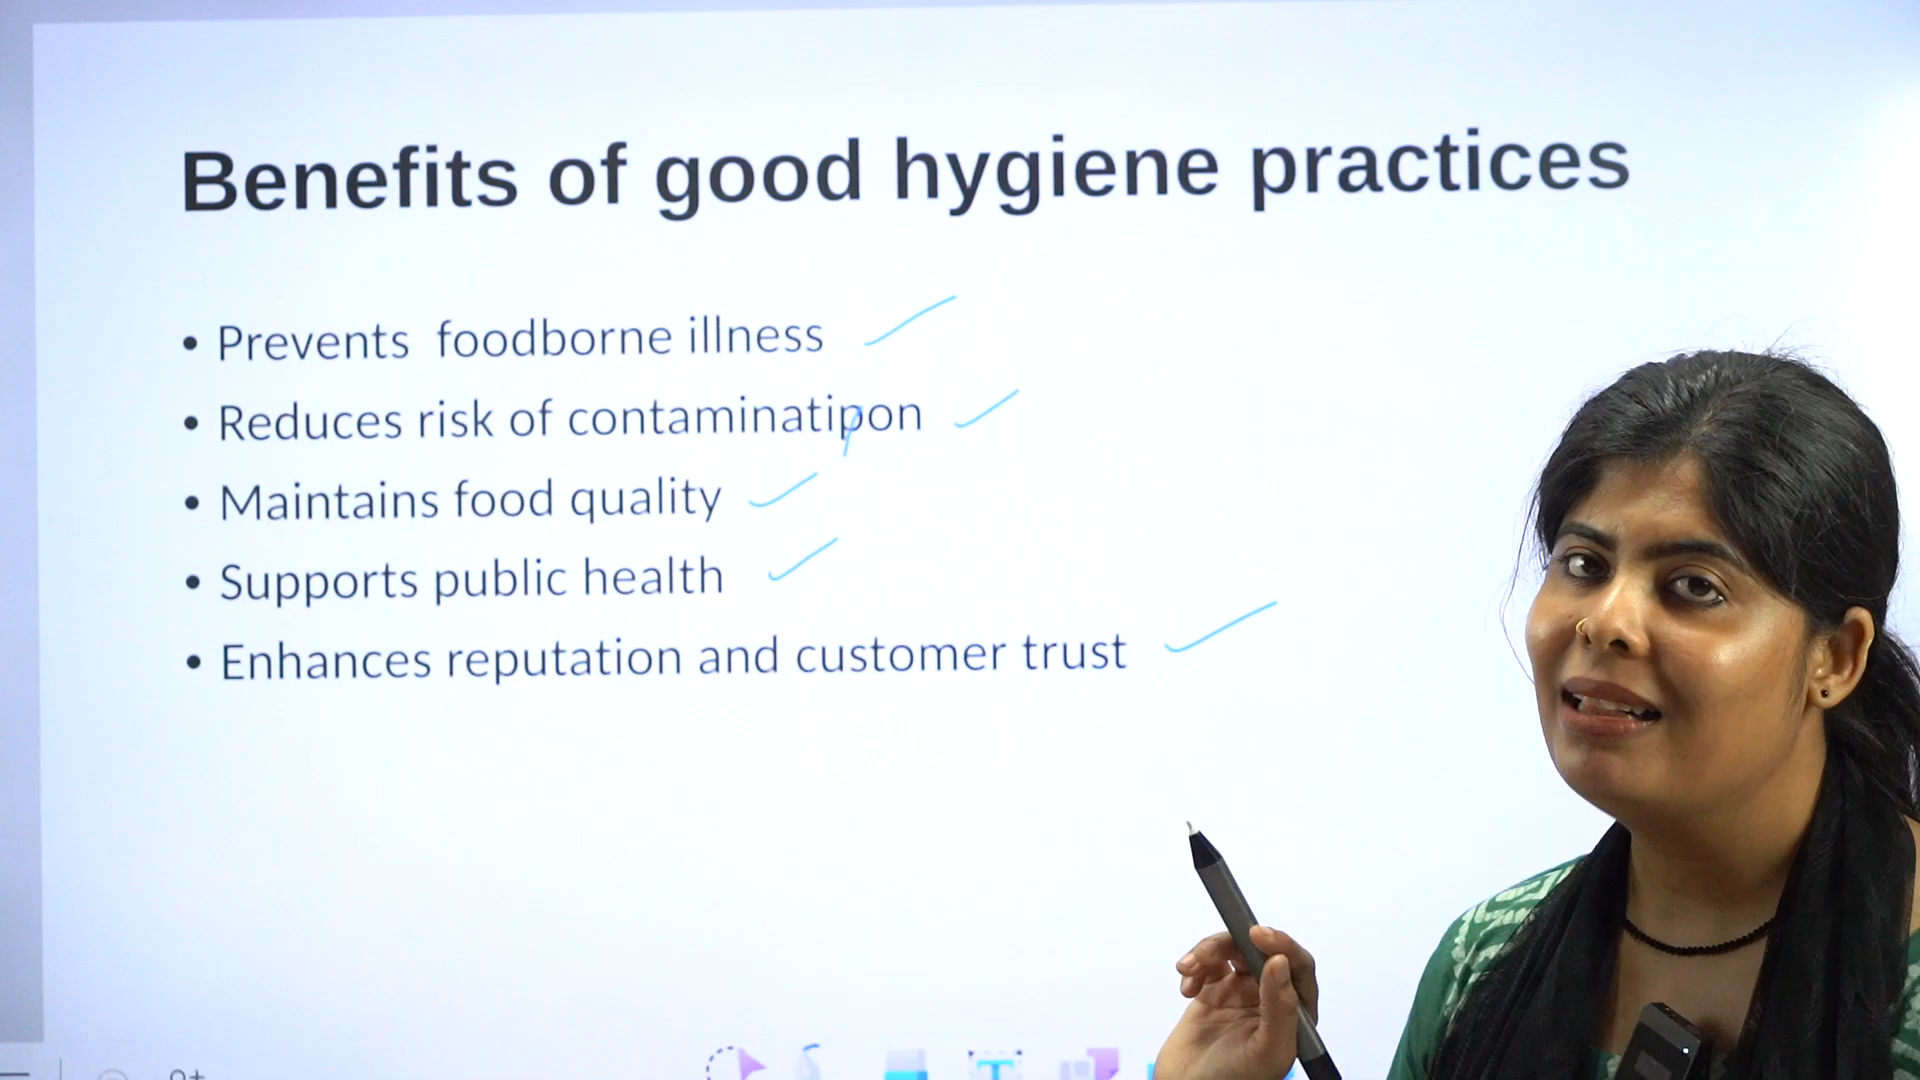 Benefits of good hygiene practices
• Prevents foodborne illness
• Reduces risk of contaminatipon
• Maintains food quality
• Supports public health
• Enhances reputation and customer trust